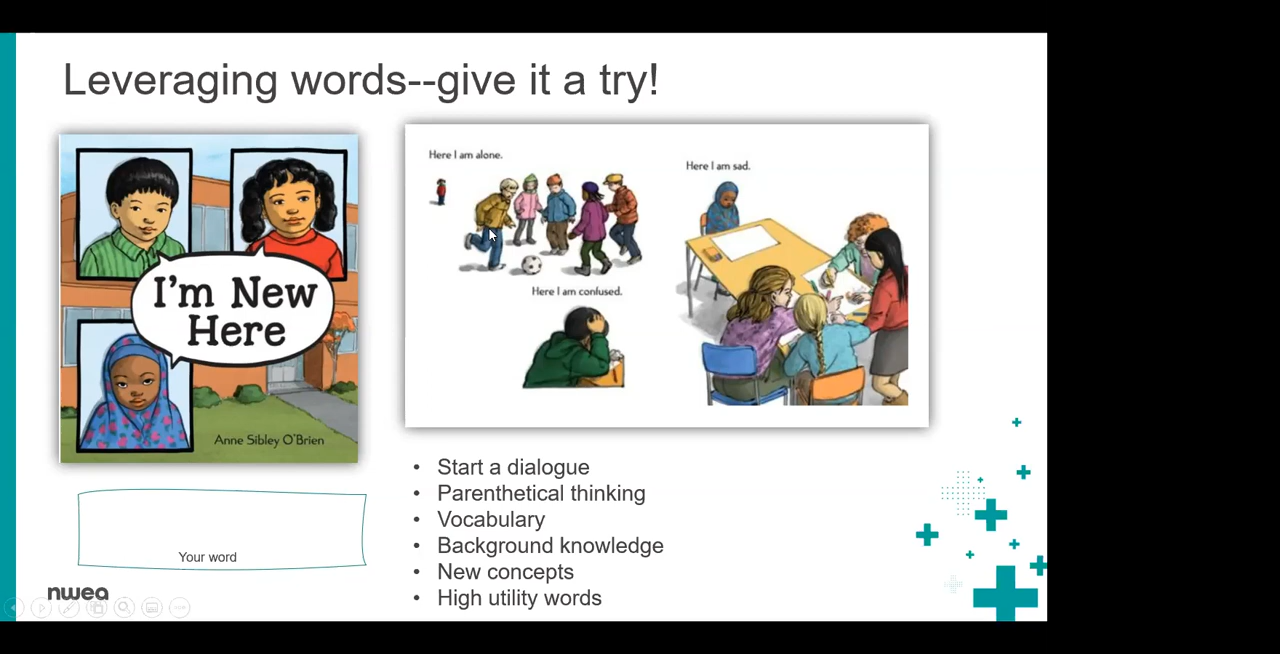 Leveraging words--give it a try!
I'm New
Here
Anne Sibley O'Brien
Here I am alone.
Here I am sad.
Here I am confused.
Your word
• Start a dialogue
• Parenthetical thinking
• Vocabulary
• Background knowledge
• New concepts
• High utility words
nwea